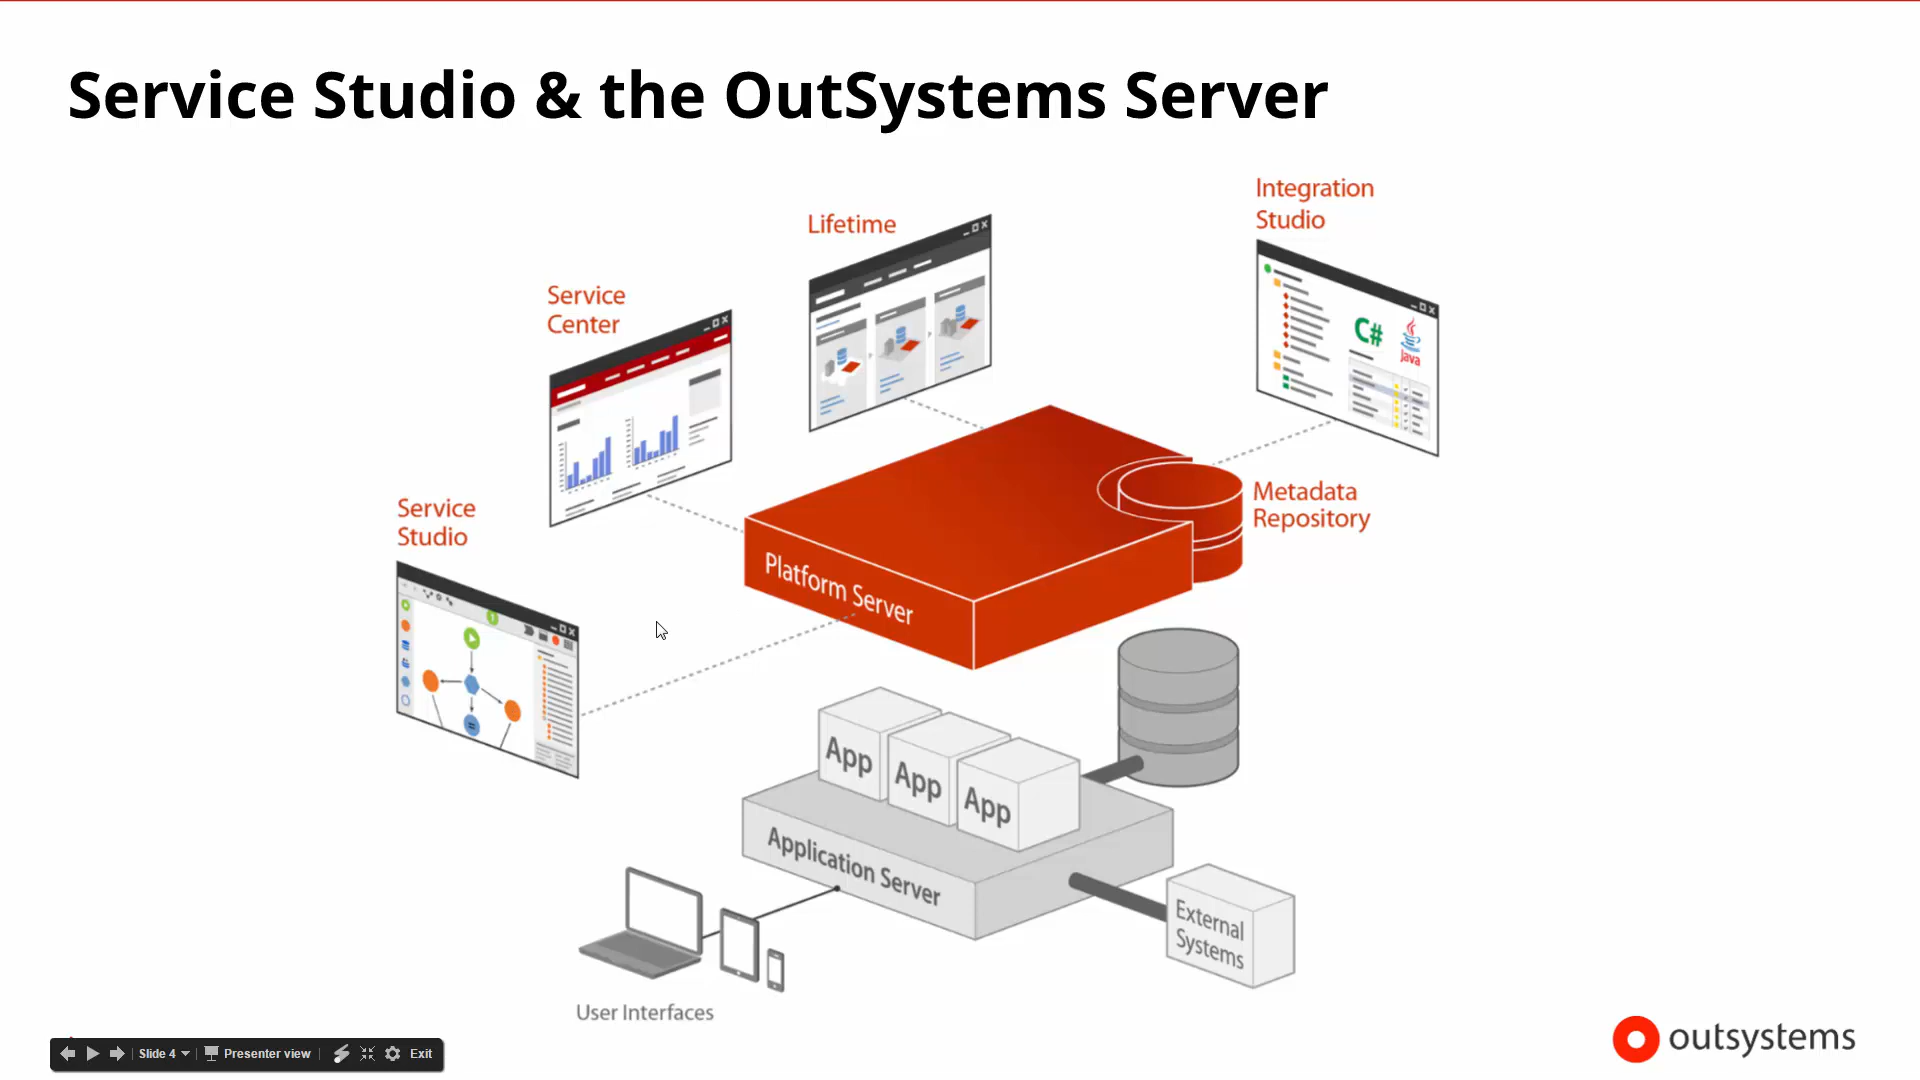 Service Studio & the OutSystems Server
Integration
Studio
Lifetime
Service
Center
C#
Java
Service
Studio
Metadata
Repository
Platform Server
App
App
App
Application Server
External
Systems
User Interfaces
outsystems
Slide 4
Presenter view
Exit